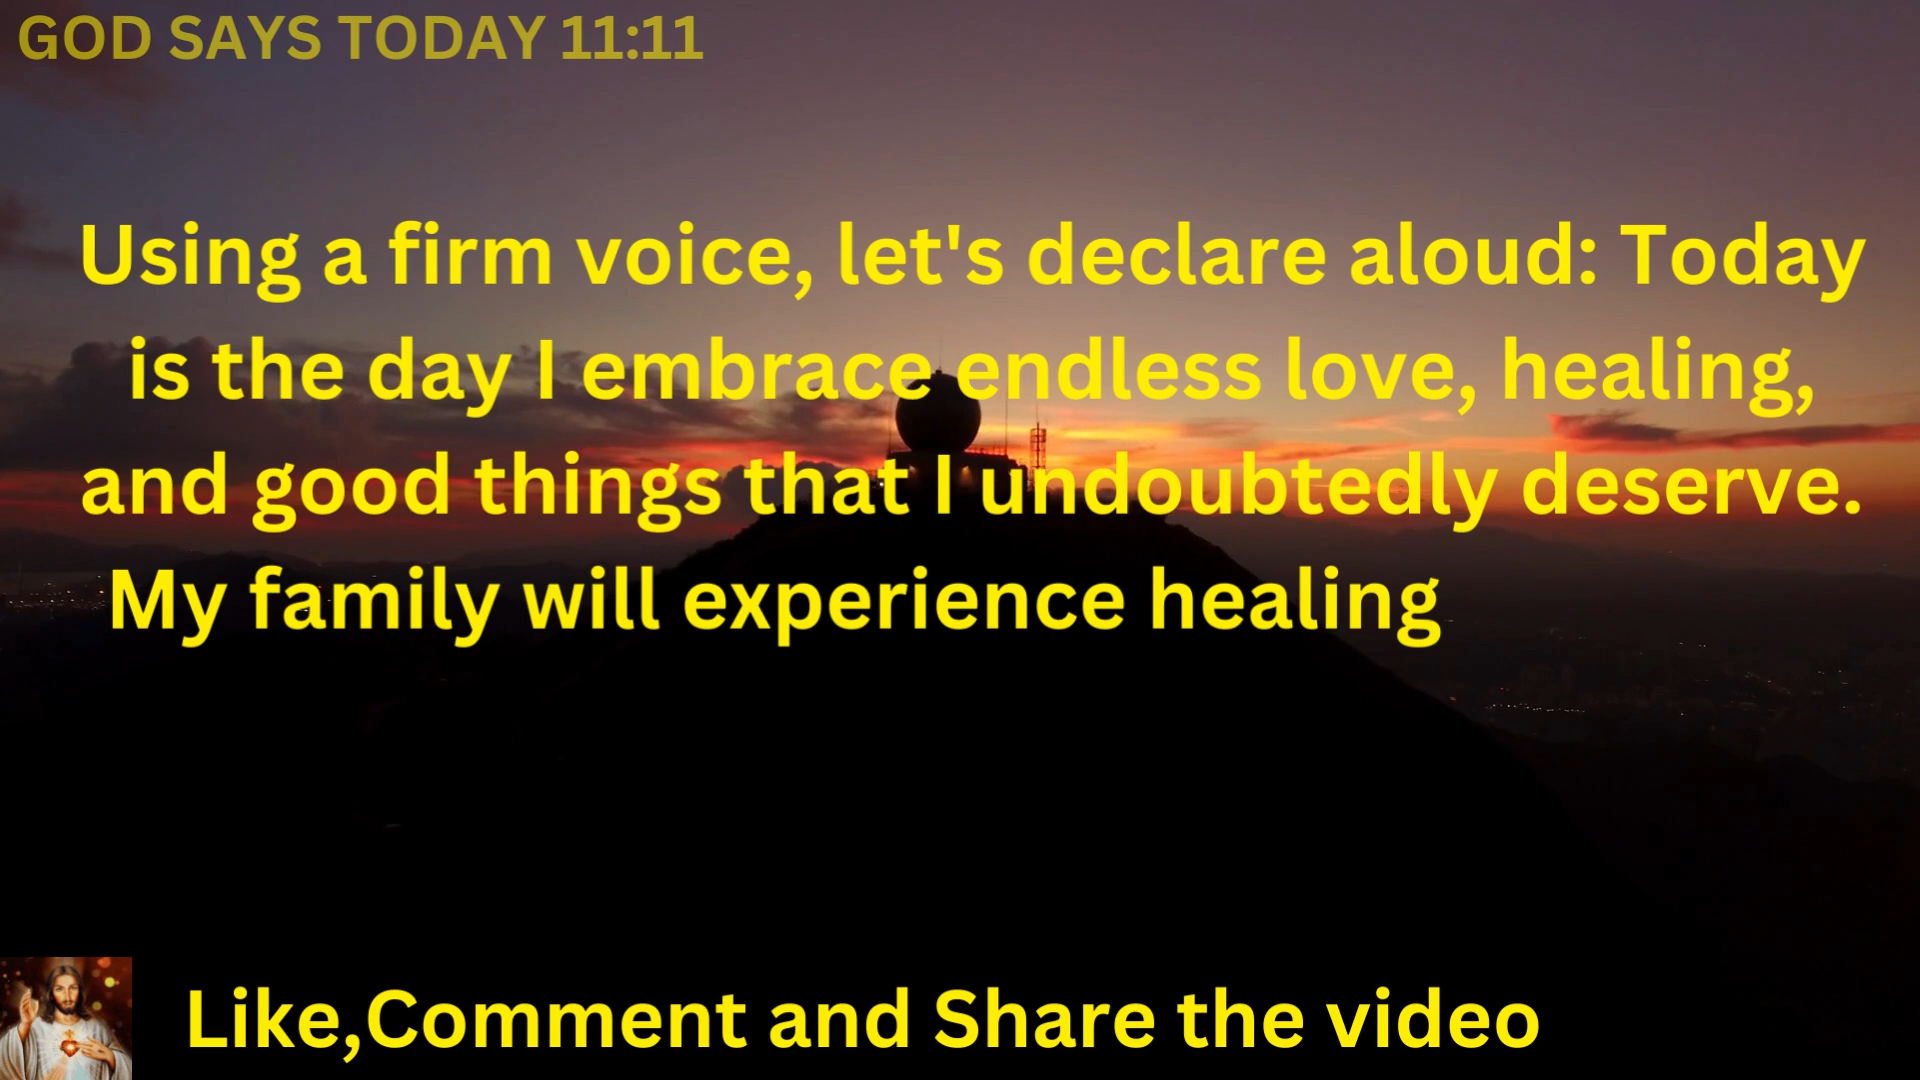 GOD SAYS TODAY 11:11
Using a firm voice, let's declare aloud: Today
is the day I embrace endless love, healing,
and good things that I undoubtedly deserve.
My family will experience healing
Like,Comment and Share the video